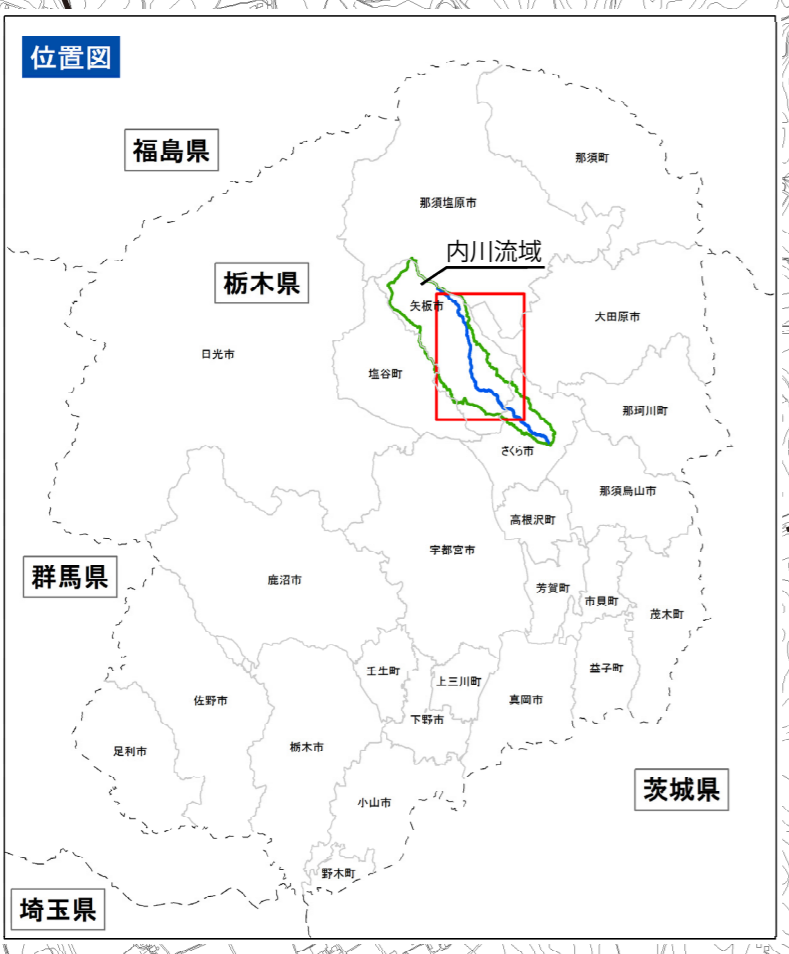 位置図
福島県
那須町
那須塩原市
内川流域
栃木県
矢板市
大田原市
日光市
塩谷町
那珂川町
さくら市
那須烏山市
高根沢町
宇都宮市
群馬県
鹿沼市
芳賀町
市貝町
茂木町
壬生町
上三川町
益子町
佐野市
真岡市
下野市
足利市
栃木市
茨城県
小山市
野木町
埼玉県